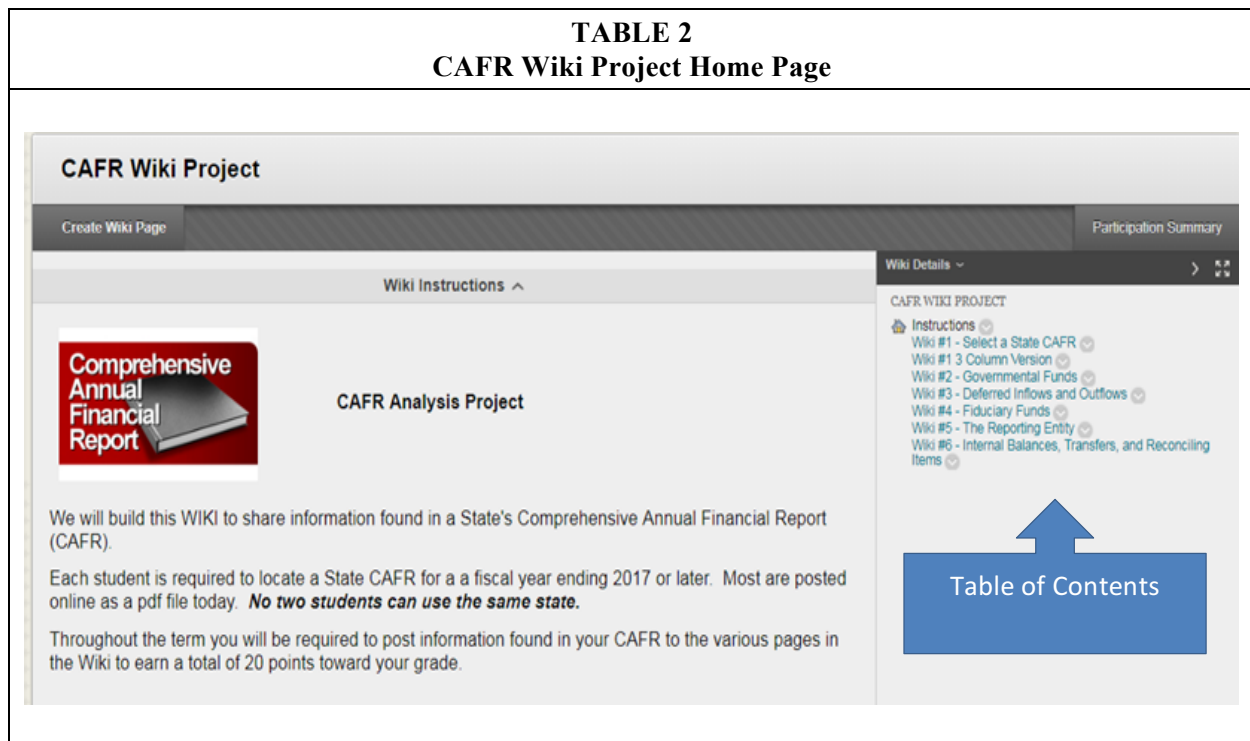 TABLE 2
CAFR Wiki Project Home Page
CAFR Wiki Project
Create Wiki Page
Participation Summary
Wiki Instructions
Comprehensive
Annual
Financial
Report
CAFR Analysis Project
We will build this WIKI to share information found in a State's Comprehensive Annual Financial Report
(CAFR).
Each student is required to locate a State CAFR for a a fiscal year ending 2017 or later. Most are posted
online as a pdf file today. No two students can use the same state.
Throughout the term you will be required to post information found in your CAFR to the various pages in
the Wiki to earn a total of 20 points toward your grade.
Wiki Details
CAFR WIKI PROJECT
Instructions
Wiki #1 - Select a State CAFR
Wiki #1 3 Column Version
Wiki #2 - Governmental Funds
Wiki #3 - Deferred Inflows and Outflows
Wiki #4 - Fiduciary Funds
Wiki #5 - The Reporting Entity
Wiki #6 - Internal Balances, Transfers, and Reconciling
Items
Table of Contents